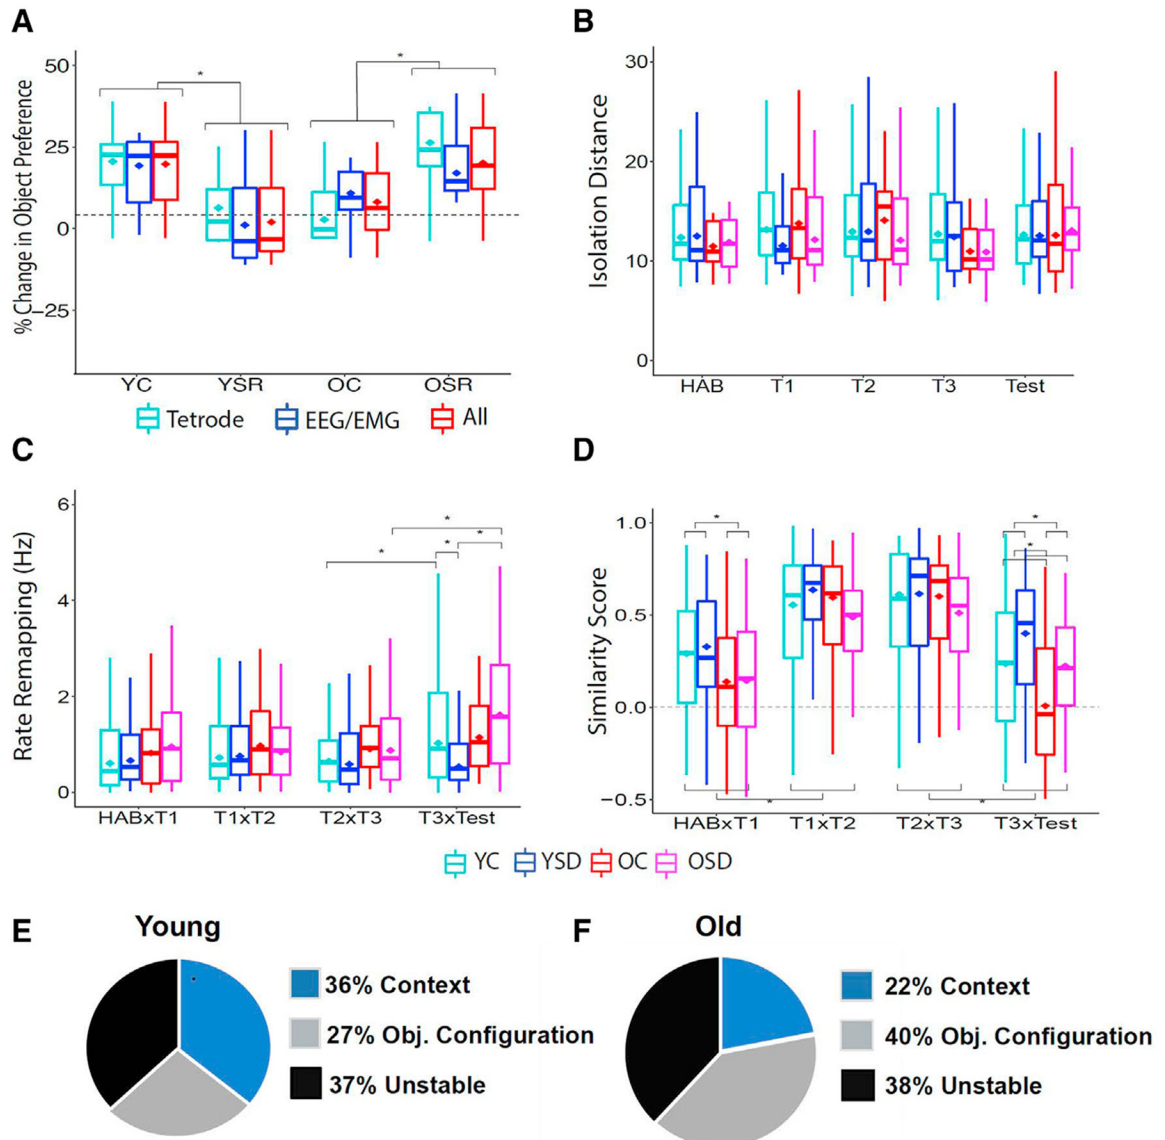 A
% Change in Object Preference
50
25
0
−25
*
*
YC YSR OC OSR
Tetrode EEG/EMG All
B
Isolation Distance
30
20
10
0
HAB T1 T2 T3 Test
C
Rate Remapping (Hz)
6
4
2
0
*
*
*
*
HABxT1 T1xT2 T2xT3 T3xTest
D
Similarity Score
1.0
0.5
0.0
−0.5
*
*
*
*
*
HABxT1 T1xT2 T2xT3 T3xTest
YC YSD OC OSD
E
Young
36% Context
27% Obj. Configuration
37% Unstable
F
Old
22% Context
40% Obj. Configuration
38% Unstable